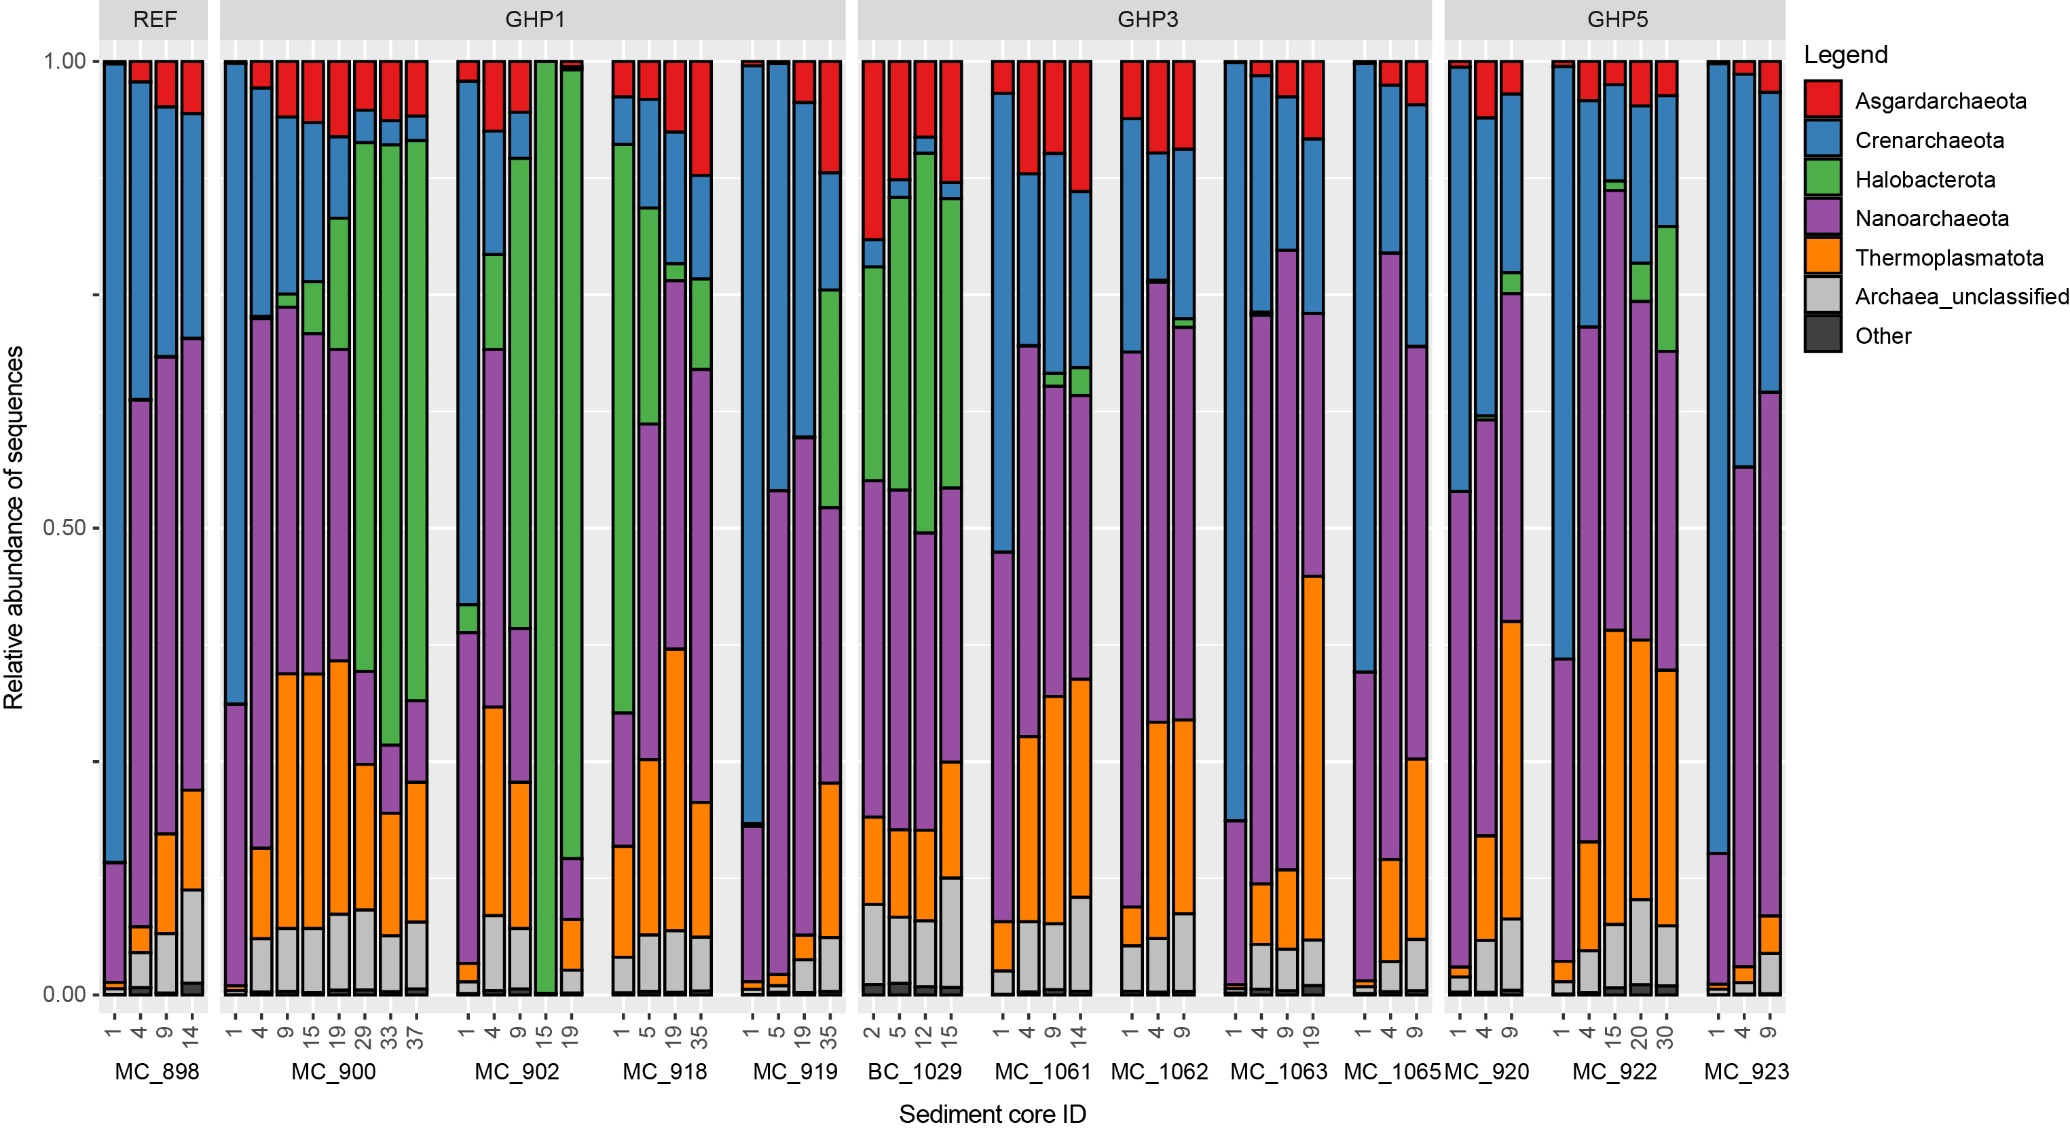 REF GHP1 GHP3 GHP5
Legend
Asgardarchaeota
Crenarchaeota
Halobacterota
Nanoarchaeota
Thermoplasmatota
Archaea_unclassified
Other
Relative abundance of sequences
1.00
0.50
0.00
1 4 9 14 1 4 9 15 19 29 33 37 1 4 9 15 19 1 5 19 35 1 5 19 35 2 5 12 15 1 4 9 14 1 4 9 1 4 9 19 1 4 9 1 4 9 1 4 15 20 30 1 4 9
MC_898 MC_900 MC_902 MC_918 MC_919 BC_1029 MC_1061 MC_1062 MC_1063 MC_1065 MC_920 MC_922 MC_923
Sediment core ID